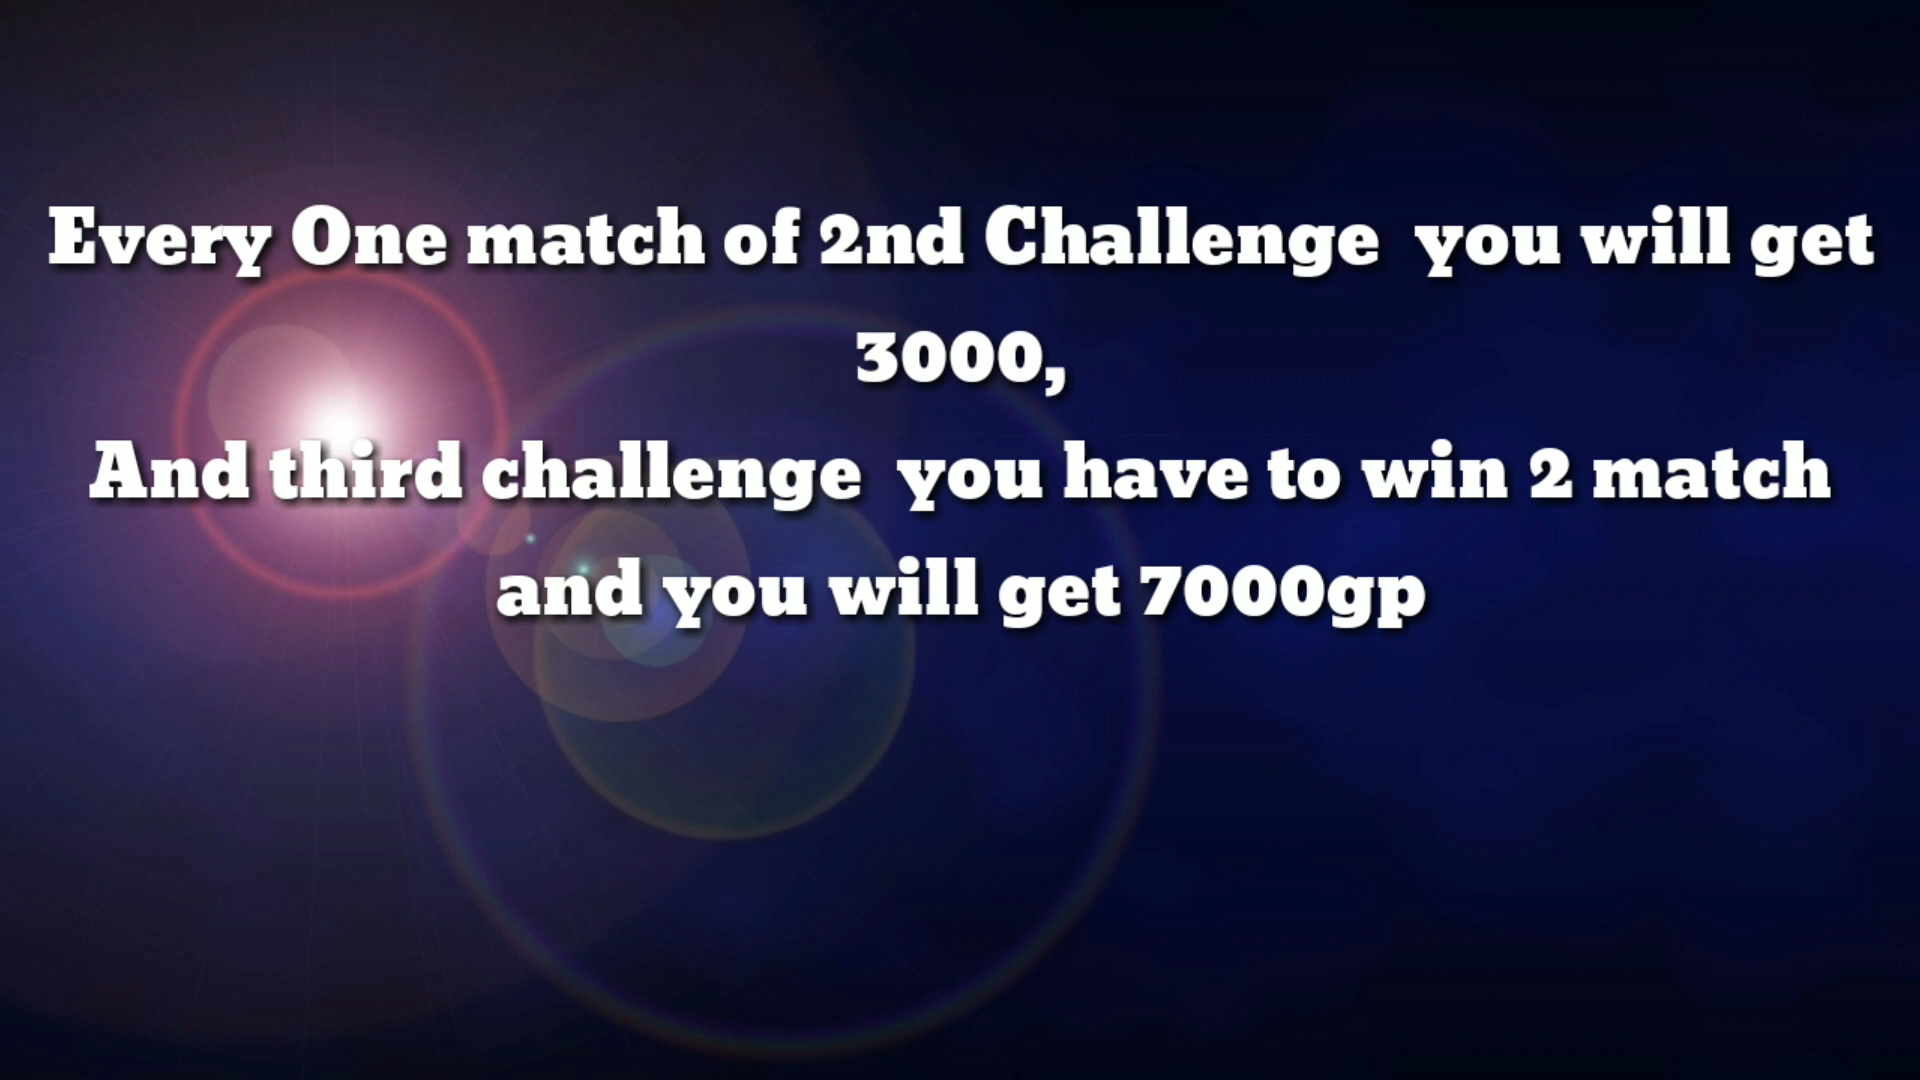 Every One match of 2nd Challenge  you will get
3000,
And third challenge  you have to win 2 match
and you will get 7000gp